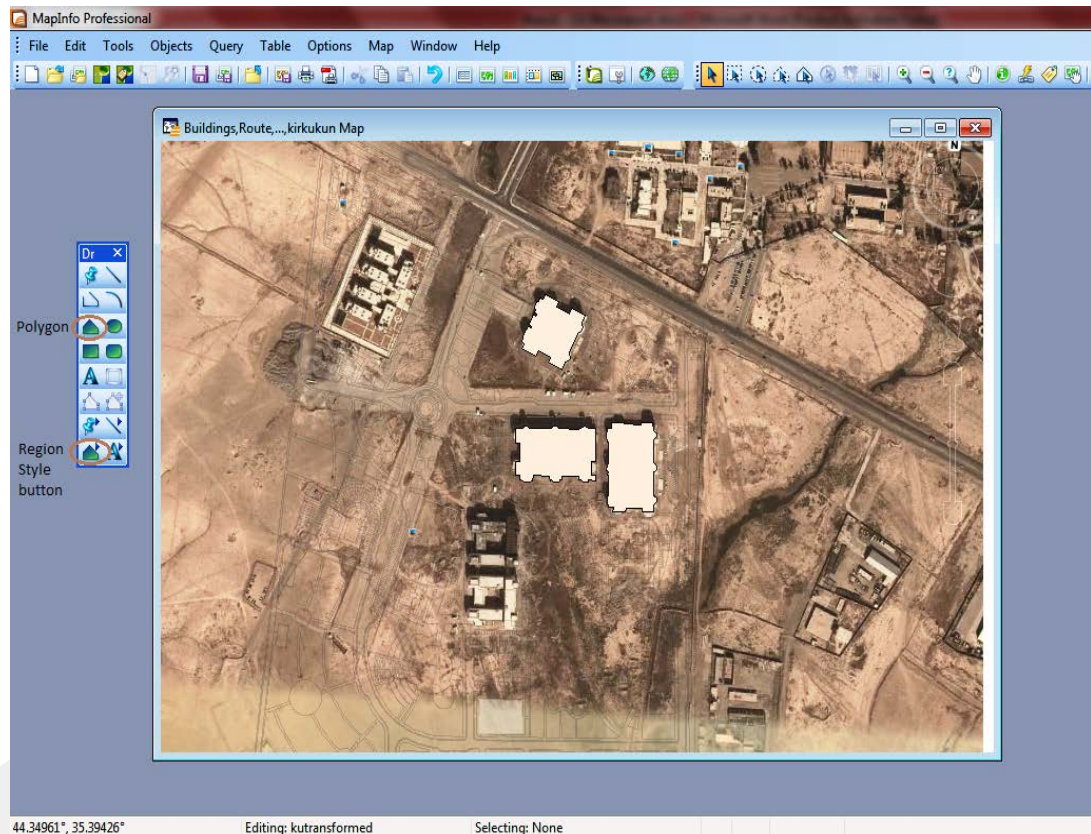 MapInfo Professional
File Edit Tools Objects Query Table Options Map Window Help
Buildings,Route,...,kirkukun Map
N
Dr
Polygon
A
Region
Style
button
A
44.34961°, 35.39426° Editing: kutransformed Selecting: None